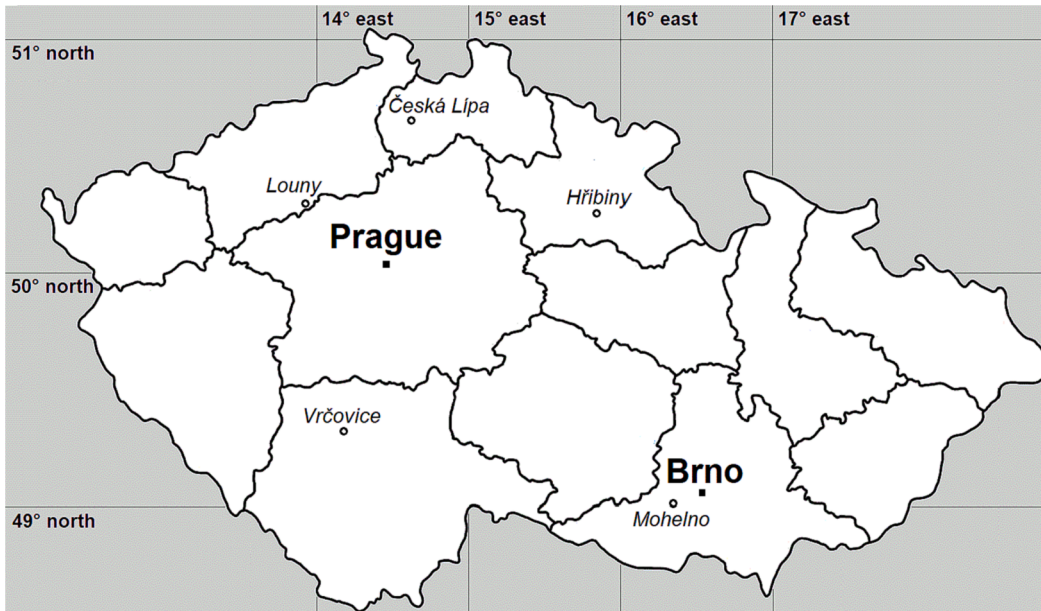 14° east
15° east
16° east
17° east
51° north
Česká Lípa
Louny
Hřibiny
Prague
50° north
Vrčovice
Brno
49° north
Mohelno